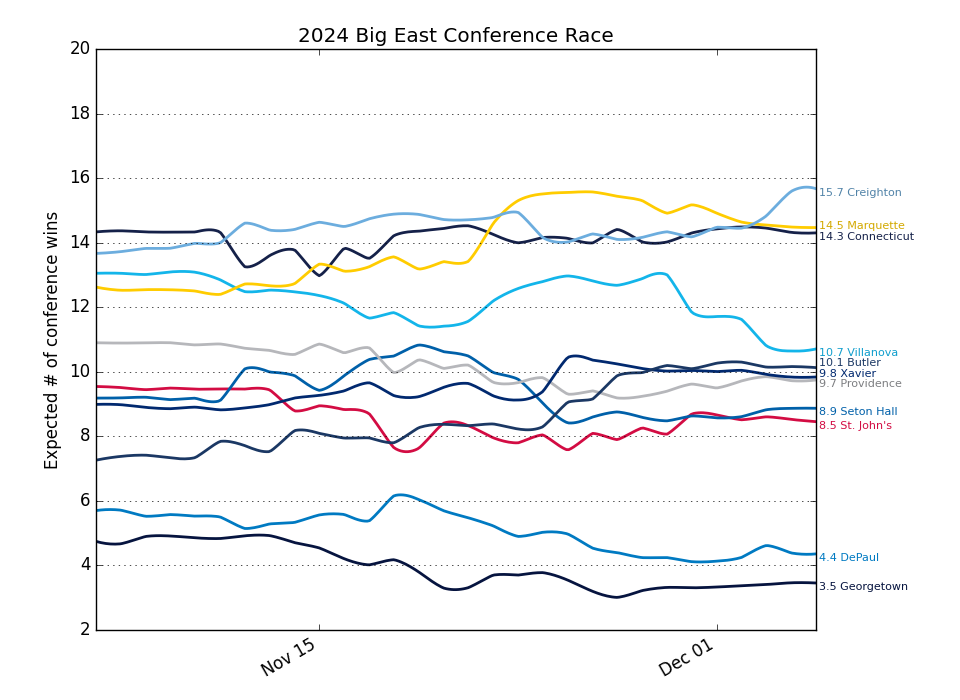 2024 Big East Conference Race
Expected # of conference wins
20
18
16
14
12
10
8
6
4
2
Nov 15
Dec 01
15.7 Creighton
14.5 Marquette
14.3 Connecticut
10.7 Villanova
10.1 Butler
9.8 Xavier
9.7 Providence
8.9 Seton Hall
8.5 St. John's
4.4 DePaul
3.5 Georgetown